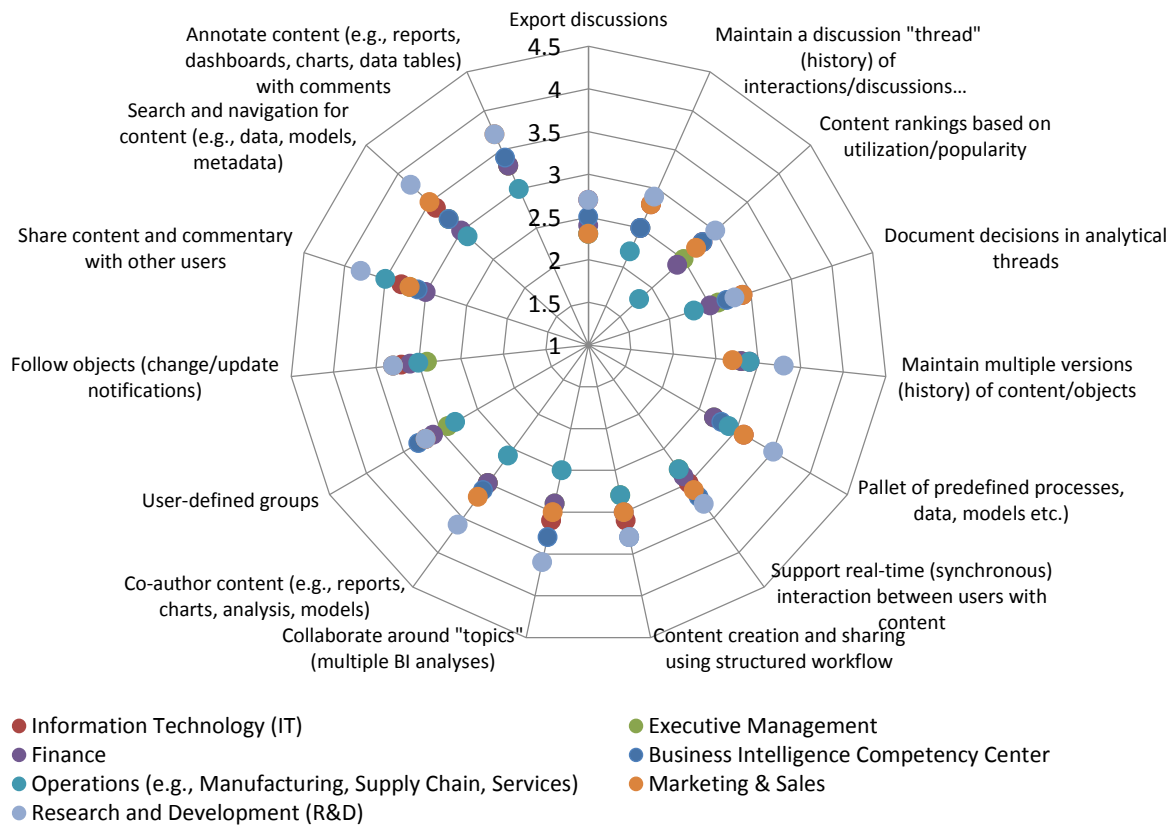 Export discussions
Annotate content (e.g., reports,
dashboards, charts, data tables)
with comments
Maintain a discussion "thread"
(history) of
interactions/discussions…
Search and navigation for
content (e.g., data, models,
metadata)
Content rankings based on
utilization/popularity
Share content and commentary
with other users
Document decisions in analytical
threads
Follow objects (change/update
notifications)
Maintain multiple versions
(history) of content/objects
User-defined groups
Pallet of predefined processes,
data, models etc.)
Co-author content (e.g., reports,
charts, analysis, models)
Support real-time (synchronous)
interaction between users with
content
Collaborate around "topics"
(multiple BI analyses)
Content creation and sharing
using structured workflow
4.5
4
3.5
3
2.5
2
1.5
1
Information Technology (IT)
Executive Management
Finance
Business Intelligence Competency Center
Operations (e.g., Manufacturing, Supply Chain, Services)
Marketing & Sales
Research and Development (R&D)